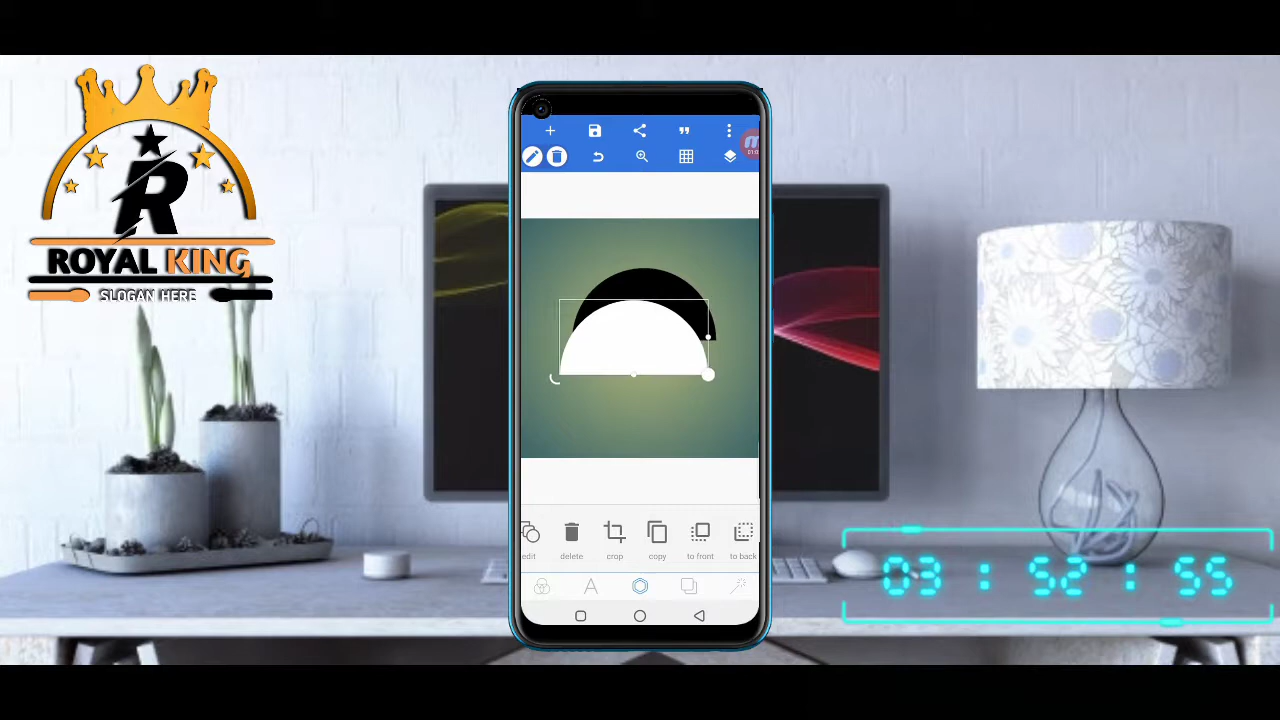 R
ROYAL KING
SLOGAN HERE
edit
delete
crop
copy
to front
to back
A
03 : 52 : 55